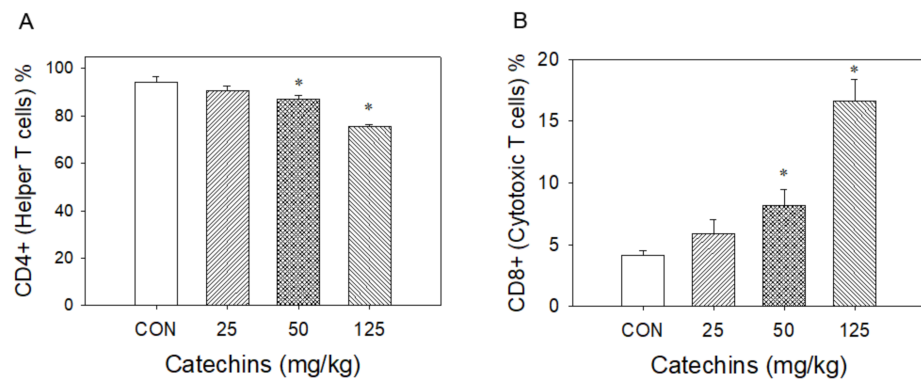 A
CD4+ (Helper T cells) %
100
80
60
40
20
0
*
*
CON 25 50 125
Catechins (mg/kg)
B
CD8+ (Cytotoxic T cells) %
20
15
10
5
0
*
*
CON 25 50 125
Catechins (mg/kg)